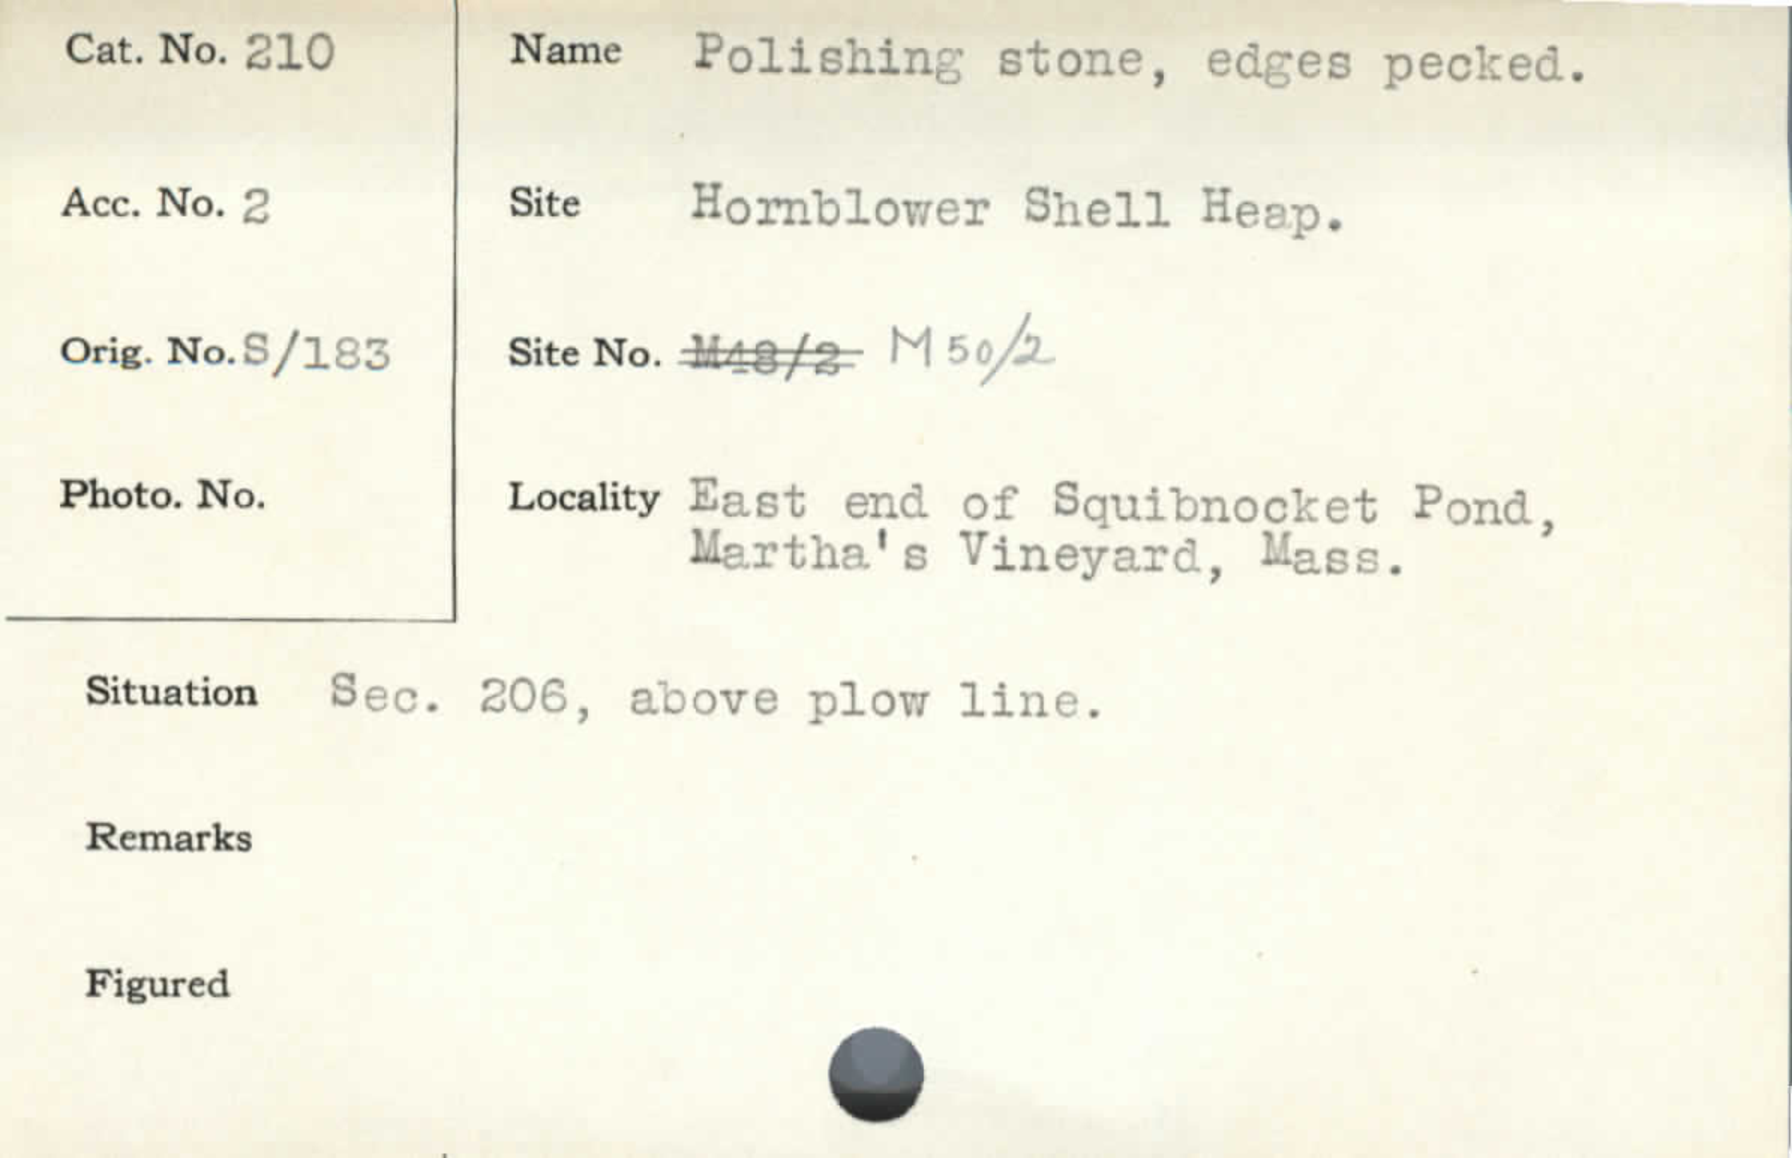 Cat. No. 210
Name Polishing stone, edges pecked.
Acc. No. 2
Site Hornblower Shell Heap.
Orig. No. S/183
Site No. M48/2 M50/2
Photo. No.
Locality East end of Squibnocket Pond,
Martha's Vineyard, Mass.
Situation Sec. 206, above plow line.
Remarks
Figured